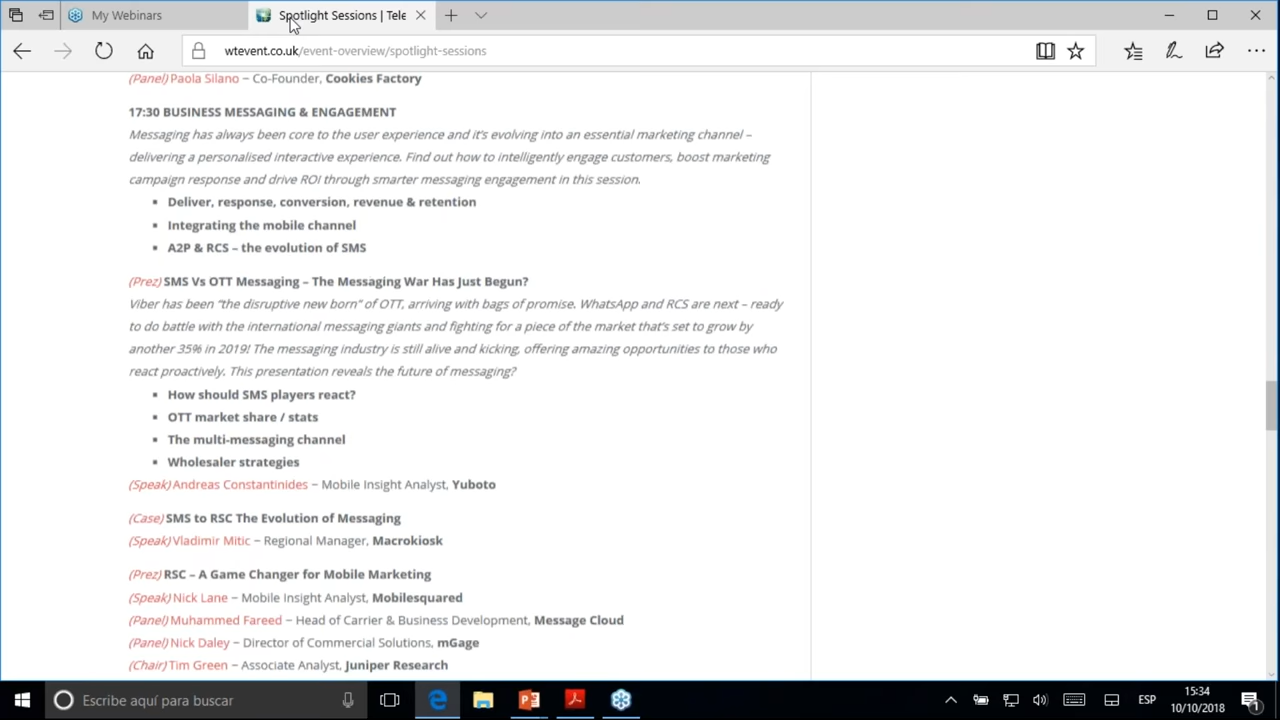 My Webinars
Spotlight Sessions | Tele
wtevent.co.uk/event-overview/spotlight-sessions
(Panel) Paola Silano – Co-Founder, Cookies Factory
17:30 BUSINESS MESSAGING & ENGAGEMENT
Messaging has always been core to the user experience and it's evolving into an essential marketing channel –
delivering a personalised interactive experience. Find out how to intelligently engage customers, boost marketing
campaign response and drive ROI through smarter messaging engagement in this session.
▪ Deliver, response, conversion, revenue & retention
▪ Integrating the mobile channel
▪ A2P & RCS – the evolution of SMS
(Prez) SMS Vs OTT Messaging – The Messaging War Has Just Begun?
Viber has been "the disruptive new born" of OTT, arriving with bags of promise. WhatsApp and RCS are next – ready
to do battle with the international messaging giants and fighting for a piece of the market that's set to grow by
another 35% in 2019! The messaging industry is still alive and kicking, offering amazing opportunities to those who
react proactively. This presentation reveals the future of messaging?
▪ How should SMS players react?
▪ OTT market share / stats
▪ The multi-messaging channel
▪ Wholesaler strategies
(Speak) Andreas Constantinides – Mobile Insight Analyst, Yuboto
(Case) SMS to RSC The Evolution of Messaging
(Speak) Vladimir Mitic – Regional Manager, Macrokiosk
(Prez) RSC – A Game Changer for Mobile Marketing
(Speak) Nick Lane – Mobile Insight Analyst, Mobilesquared
(Panel) Muhammed Fareed – Head of Carrier & Business Development, Message Cloud
(Panel) Nick Daley – Director of Commercial Solutions, mGage
(Chair) Tim Green – Associate Analyst, Juniper Research
Escribe aquí para buscar
ESP
15:34
10/10/2018
1